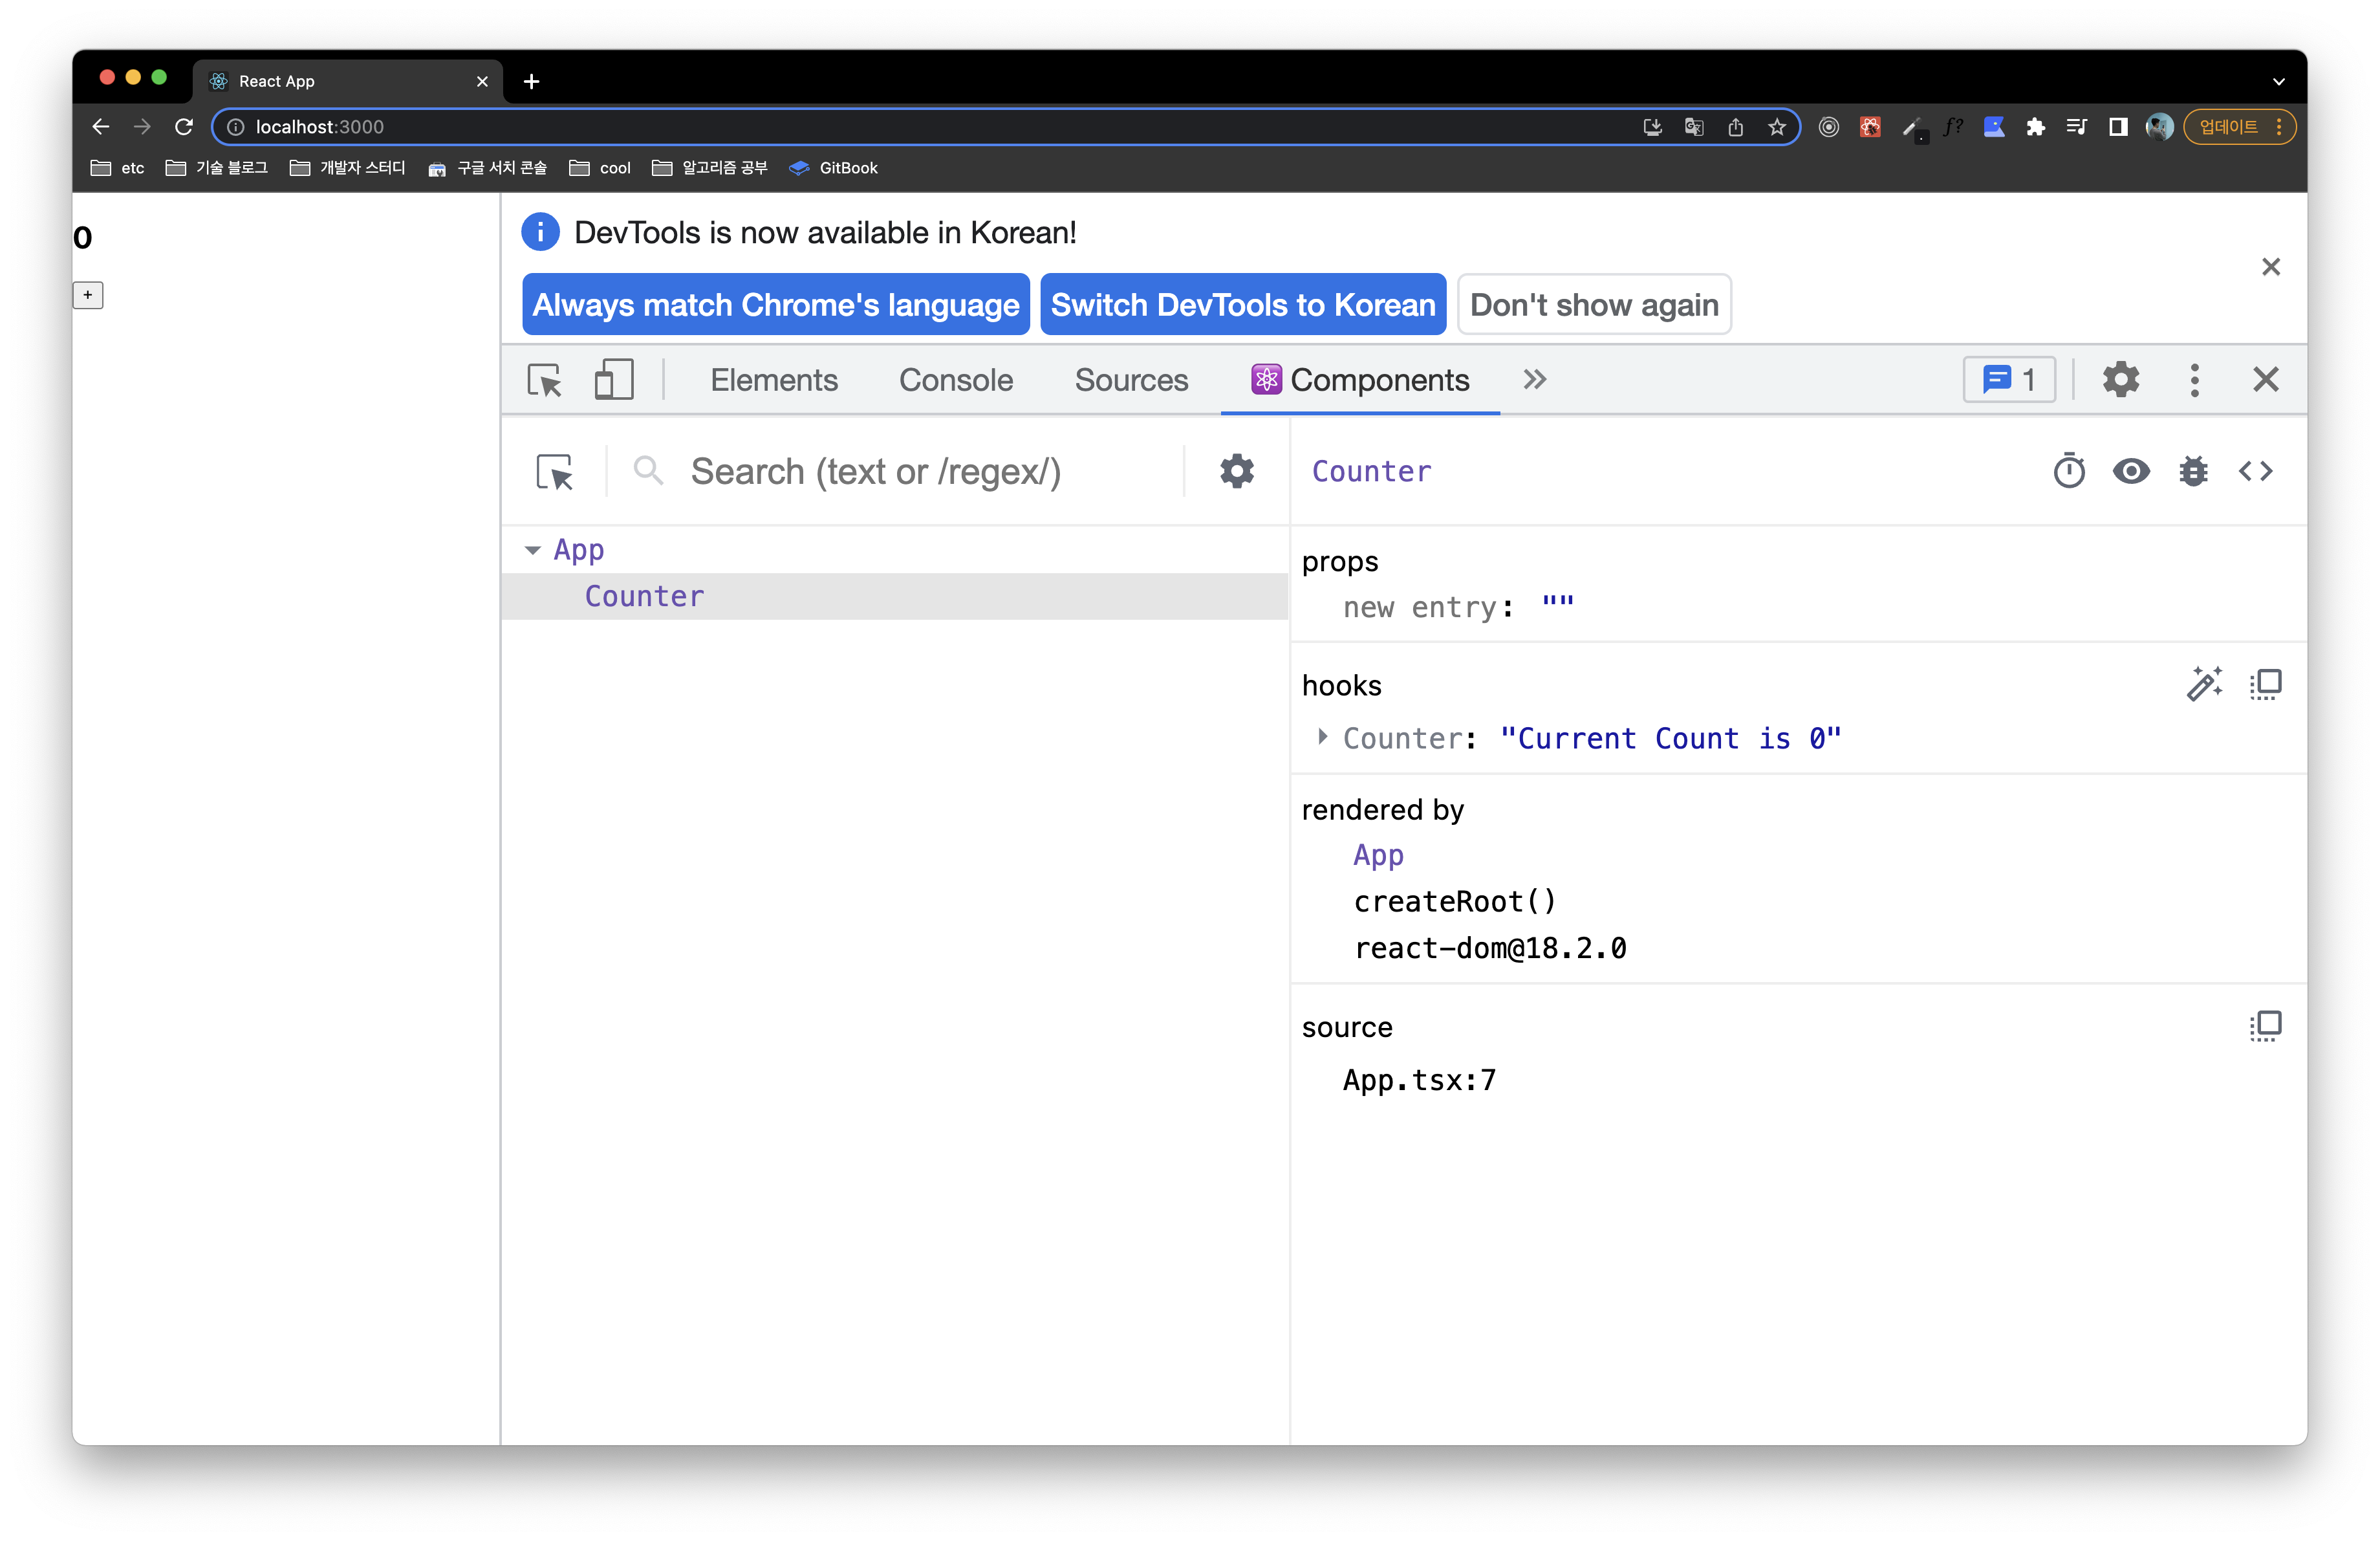 React App
localhost:3000
업데이트
etc
기술 블로그
개발자 스터디
구글 서치 콘솔
cool
알고리즘 공부
GitBook
0
+
DevTools is now available in Korean!
Always match Chrome's language
Switch DevTools to Korean
Don't show again
Elements
Console
Sources
Components
1
Search (text or /regex/)
App
Counter
Counter
props
new entry: ""
hooks
Counter: "Current Count is 0"
rendered by
App
createRoot()
react-dom@18.2.0
source
App.tsx:7